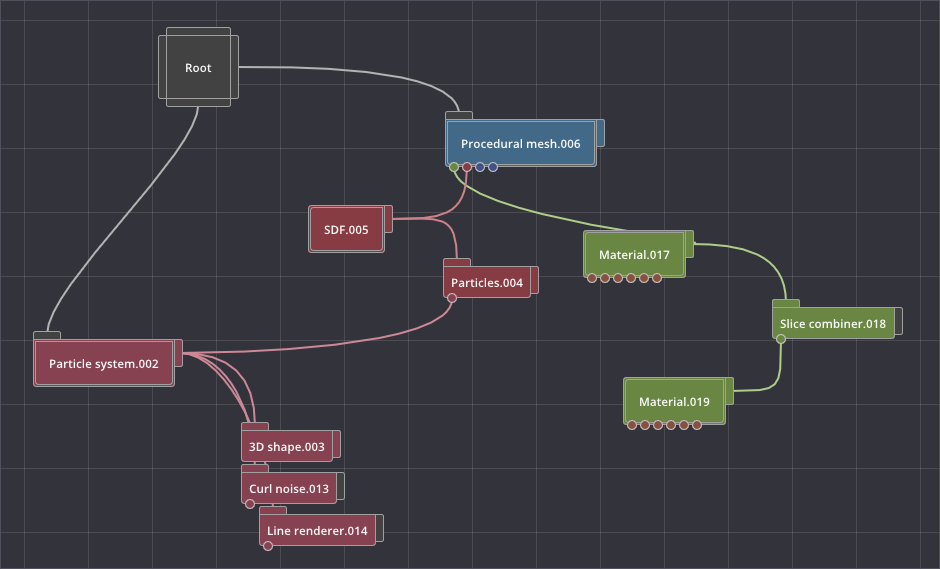 Root
Procedural mesh.006
SDF.005
Material.017
Particles.004
Slice combiner.018
Particle system.002
Material.019
3D shape.003
Curl noise.013
Line renderer.014